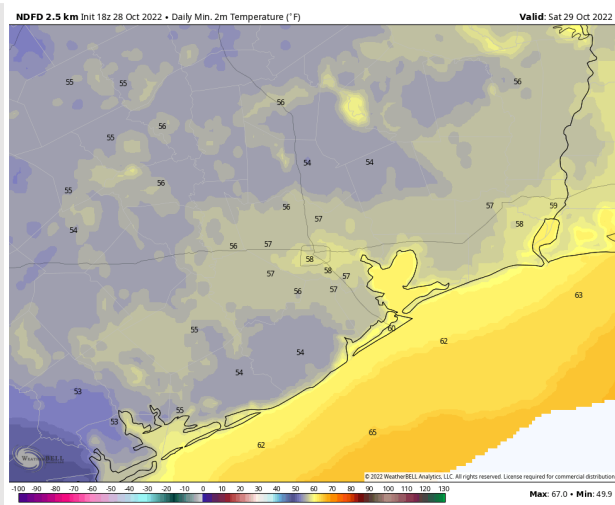 NDFD 2.5 km Init 18z 28 Oct 2022 • Daily Min. 2m Temperature (°F) Valid: Sat 29 Oct 2022
55 55 56
56
55 56
54 54
55 56
56 57 59
57 58
54
56 57
58
57 58 57
56 57 63
55 60
62
54
54
53
55
53
65
62
WeatherBELL
© 2022 WeatherBELL Analytics, LLC. All rights reserved. License required for commercial distribution
-100 -90 -80 -70 -60 -50 -40 -30 -20 -10 0 10 20 30 40 50 60 70 80 90 100 110 120 130
Max: 67.0 • Min: 49.9